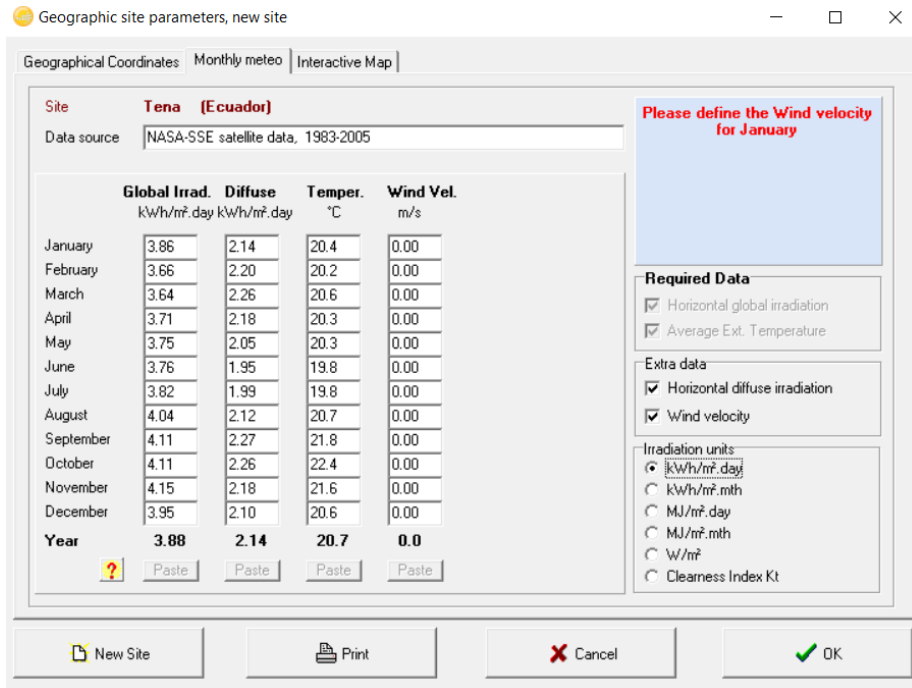 Geographic site parameters, new site
Geographical Coordinates Monthly meteo Interactive Map
Site Tena (Ecuador)
Data source NASA-SSE satellite data, 1983-2005
Please define the Wind velocity
for January
Global Irrad. Diffuse Temper. Wind Vel.
kWh/m².day kWh/m².day °C m/s
January 3.86 2.14 20.4 0.00
February 3.66 2.20 20.2 0.00
March 3.64 2.26 20.6 0.00
April 3.71 2.18 20.3 0.00
May 3.75 2.05 20.3 0.00
June 3.76 1.95 19.8 0.00
July 3.82 1.99 19.8 0.00
August 4.04 2.12 20.7 0.00
September 4.11 2.27 21.8 0.00
October 4.11 2.26 22.4 0.00
November 4.15 2.18 21.6 0.00
December 3.95 2.10 20.6 0.00
Year 3.88 2.14 20.7 0.0
? Paste Paste Paste Paste
Required Data
Horizontal global irradiation
Average Ext. Temperature
Extra data
Horizontal diffuse irradiation
Wind velocity
Irradiation units
kWh/m².day
kWh/m².mth
MJ/m².day
MJ/m².mth
W/m²
Clearness Index Kt
New Site Print Cancel OK